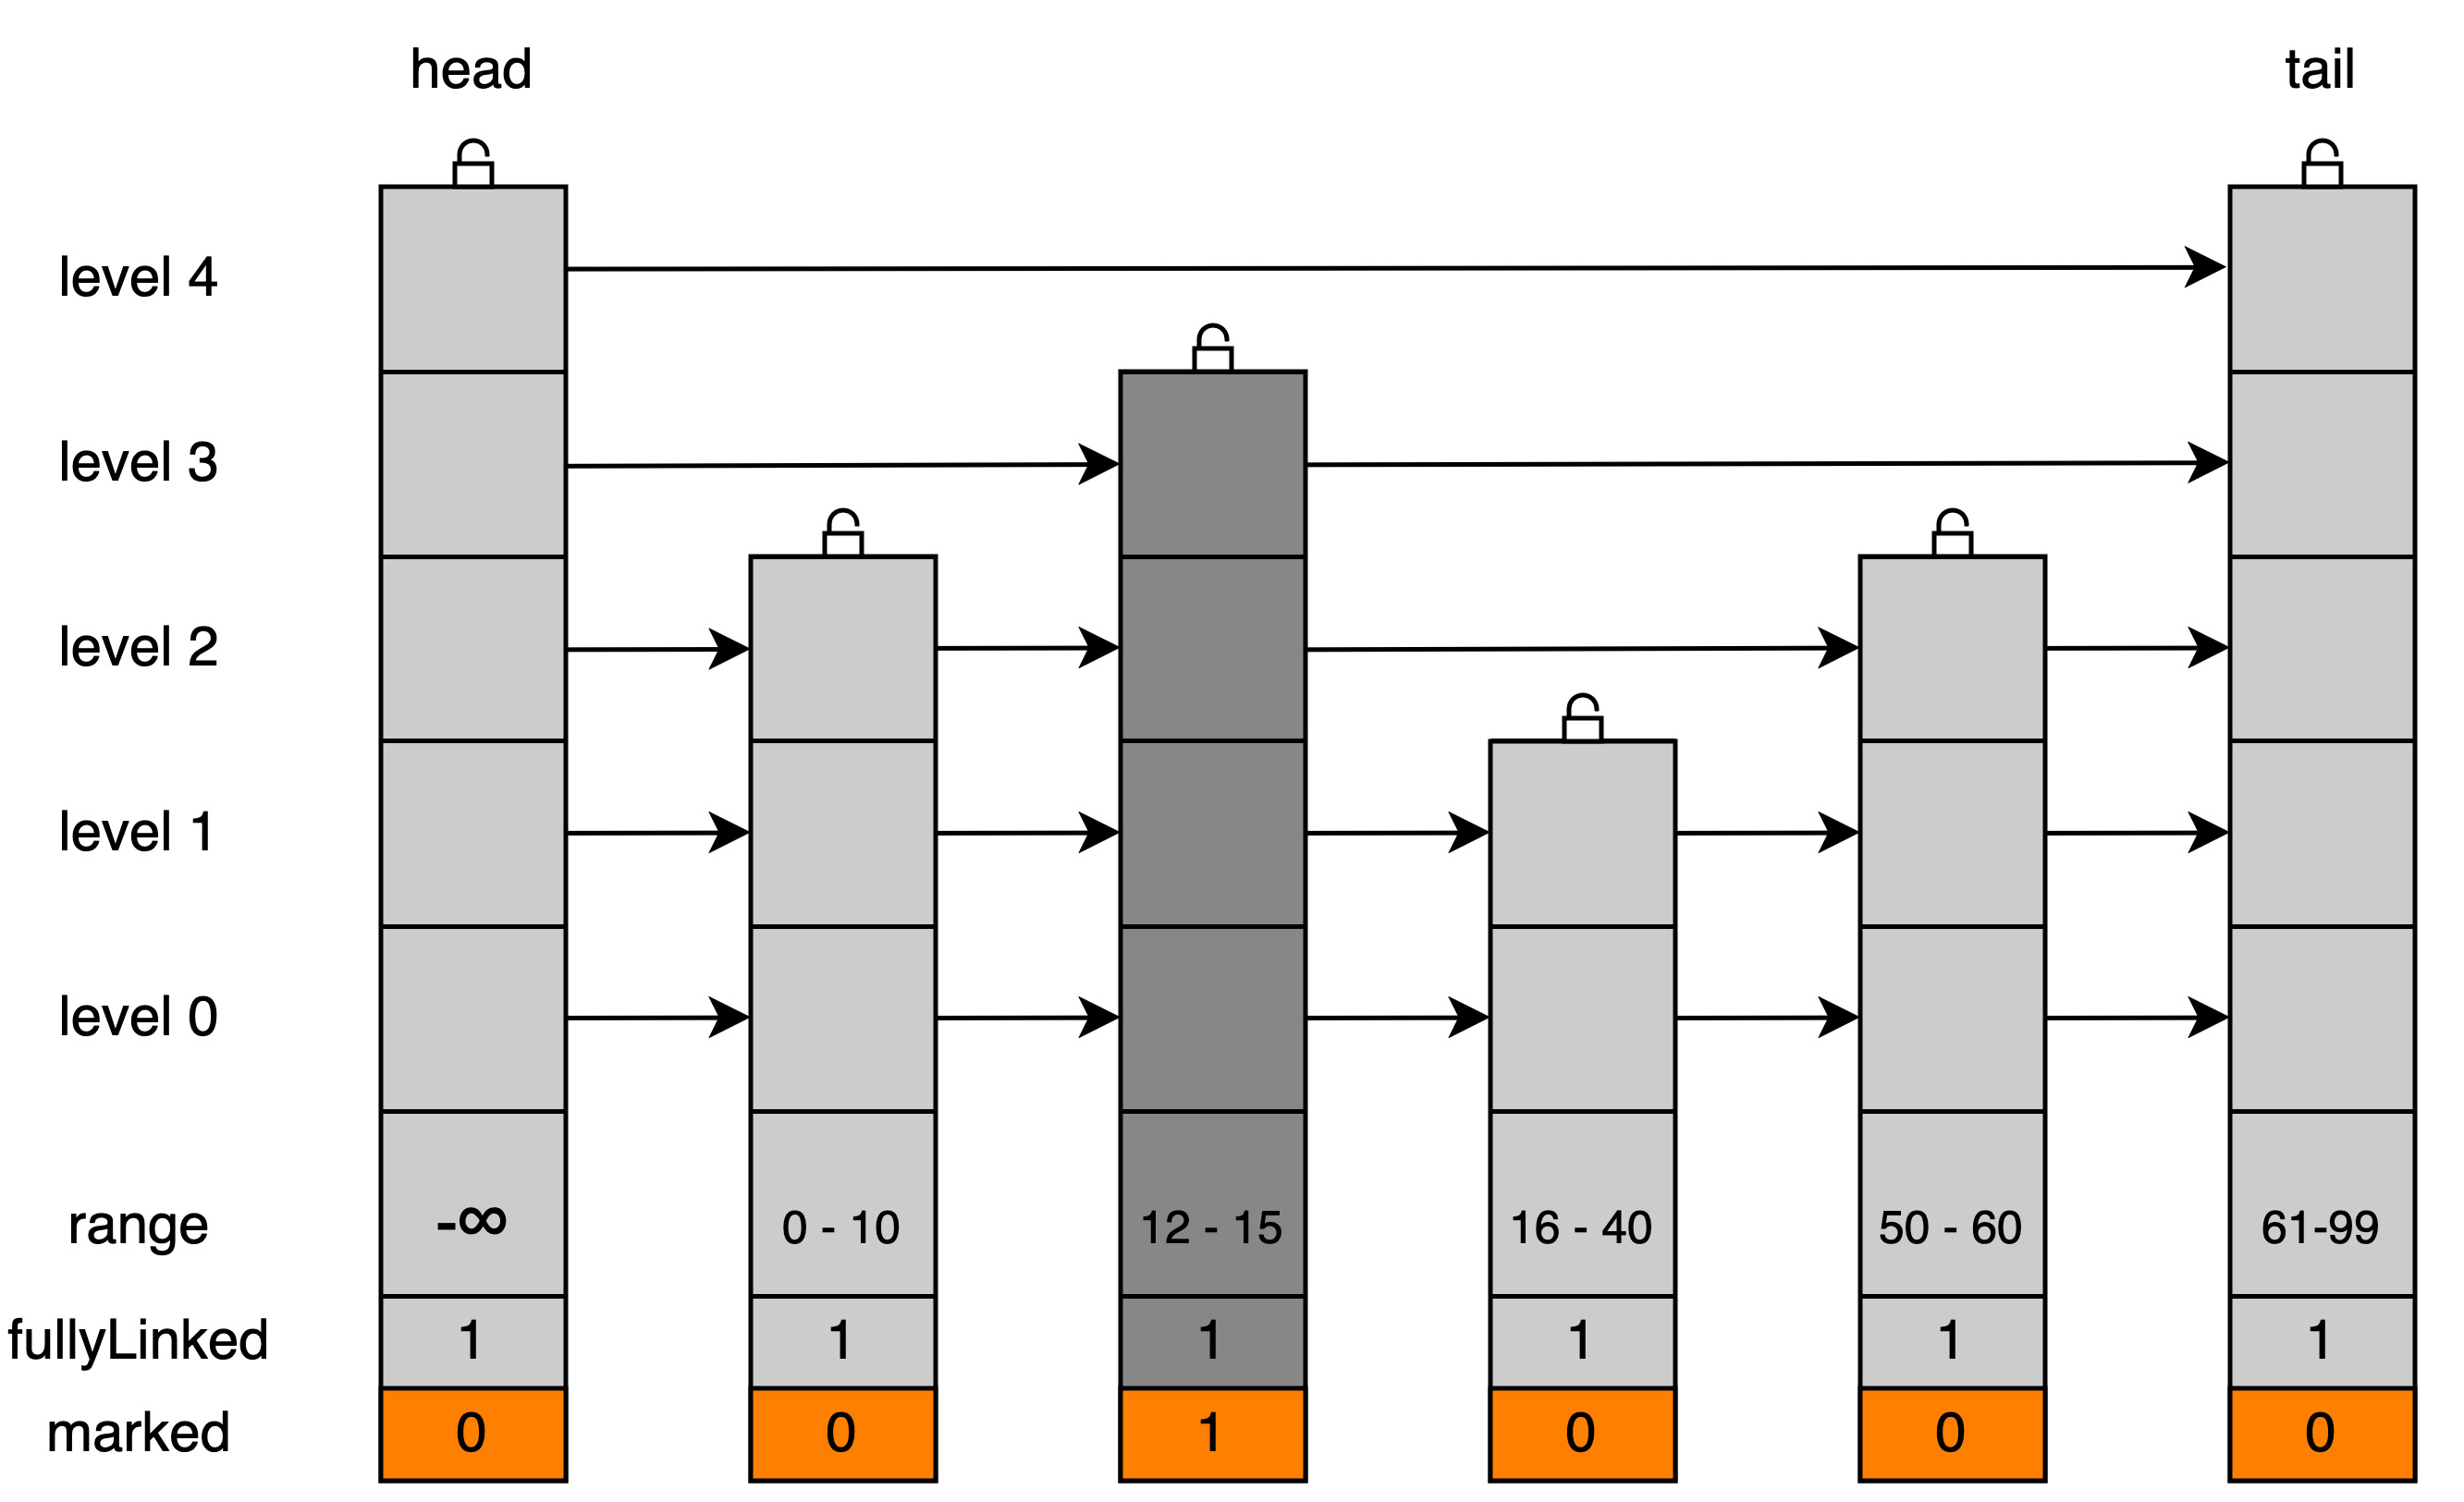 head tail
level 4
level 3
level 2
level 1
level 0
range -∞ 0 - 10 12 - 15 16 - 40 50 - 60 61-99
fullyLinked 1 1 1 1 1 1
marked 0 0 1 0 0 0